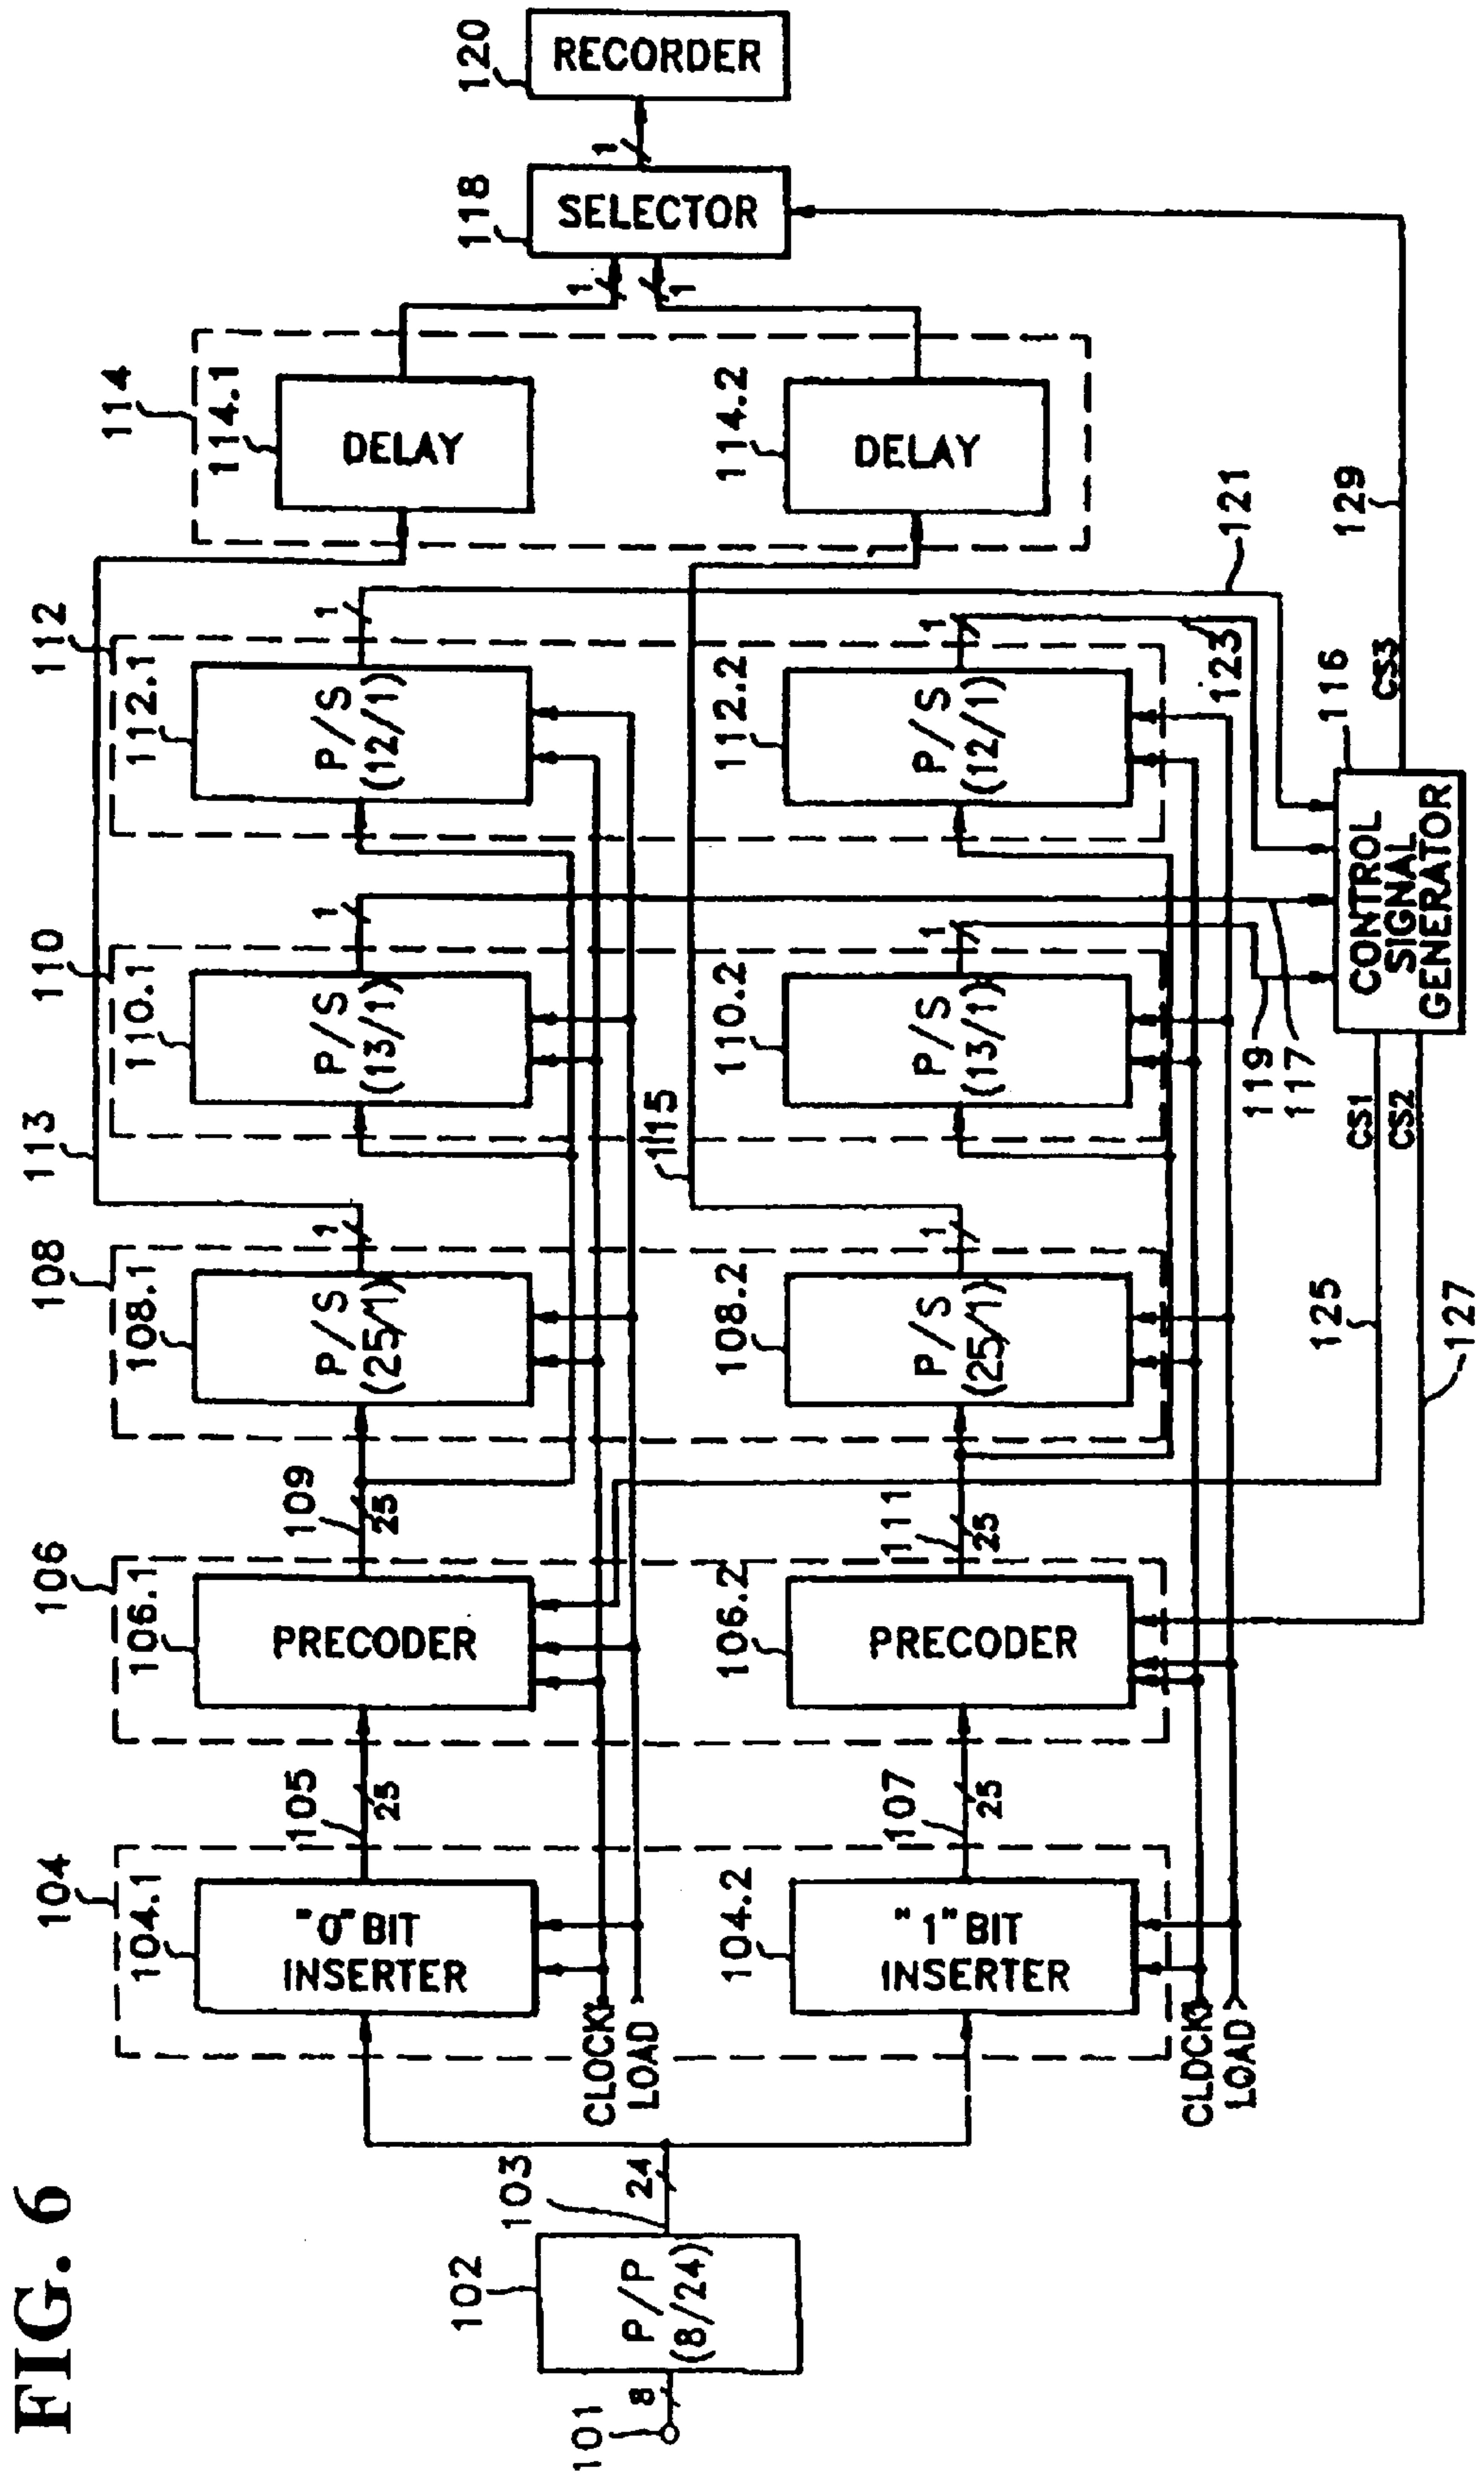 FIG. 6
101
8
102
P/P
(8/24)
103
24
104
104.1
"0"BIT
INSERTER
104.2
"1"BIT
INSERTER
CLOCK
LOAD
CLOCK
LOAD
105
25
107
25
106
106.1
PRECODER
106.2
PRECODER
109
25
111
25
108
108.1
P/S
(25/1)
1
108.2
P/S
(25/1)
1
113
115
110
110.1
P/S
(13/1)
1
110.2
P/S
(13/1)
1
112
112.1
P/S
(12/1)
1
112.2
P/S
(12/1)
1
114
114.1
DELAY
114.2
DELAY
1
1
118
SELECTOR
1
120
RECORDER
125
127
CS1
CS2
119
117
116
CONTROL
SIGNAL
GENERATOR
CS3
123
121
129